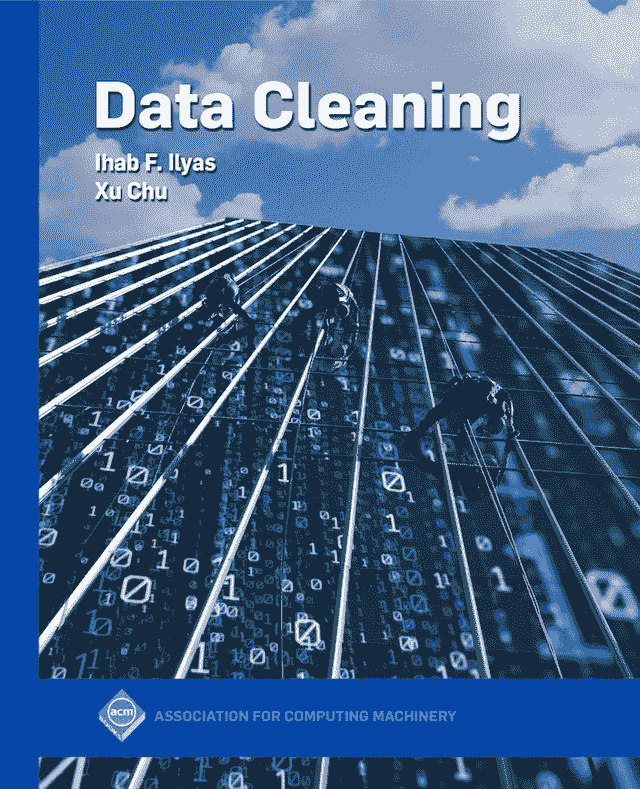 Data Cleaning
Ihab F. Ilyas
Xu Chu
acm
ASSOCIATION FOR COMPUTING MACHINERY